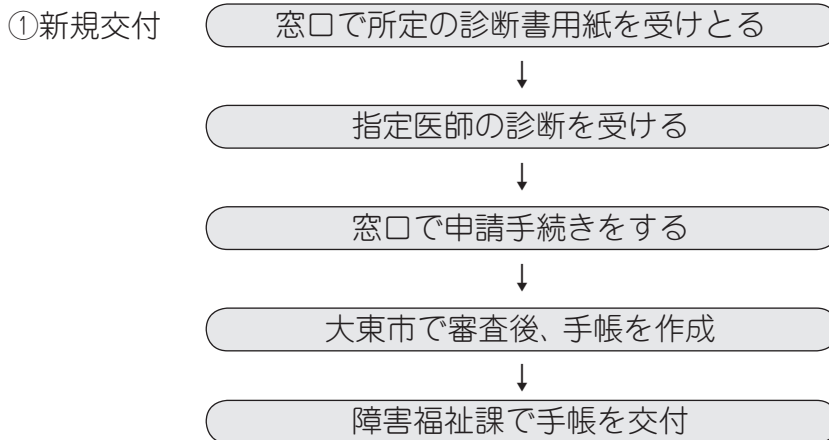 ①新規交付
窓口で所定の診断書用紙を受けとる
↓
指定医師の診断を受ける
↓
窓口で申請手続きをする
↓
大東市で審査後、手帳を作成
↓
障害福祉課で手帳を交付